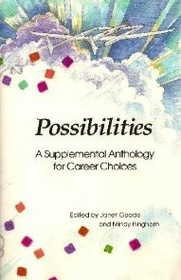 Possibilities
A Supplemental Anthology
for Career Choices
Edited by Janet Goode
and Mindy Bingham